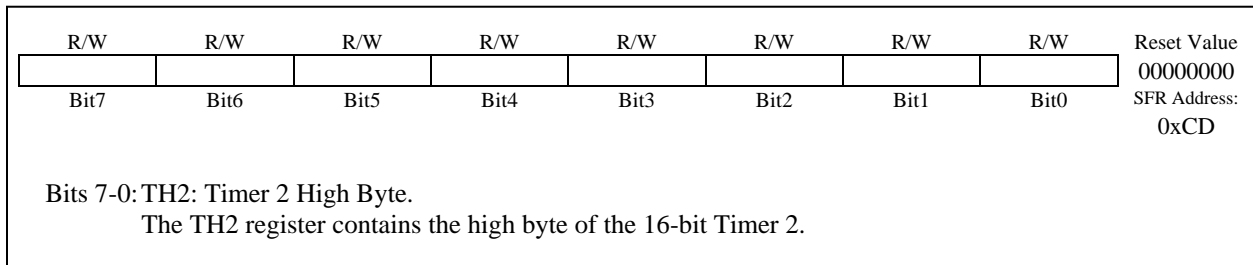 R/W R/W R/W R/W R/W R/W R/W R/W Reset Value
00000000
Bit7 Bit6 Bit5 Bit4 Bit3 Bit2 Bit1 Bit0 SFR Address:
0xCD
Bits 7-0: TH2: Timer 2 High Byte.
The TH2 register contains the high byte of the 16-bit Timer 2.